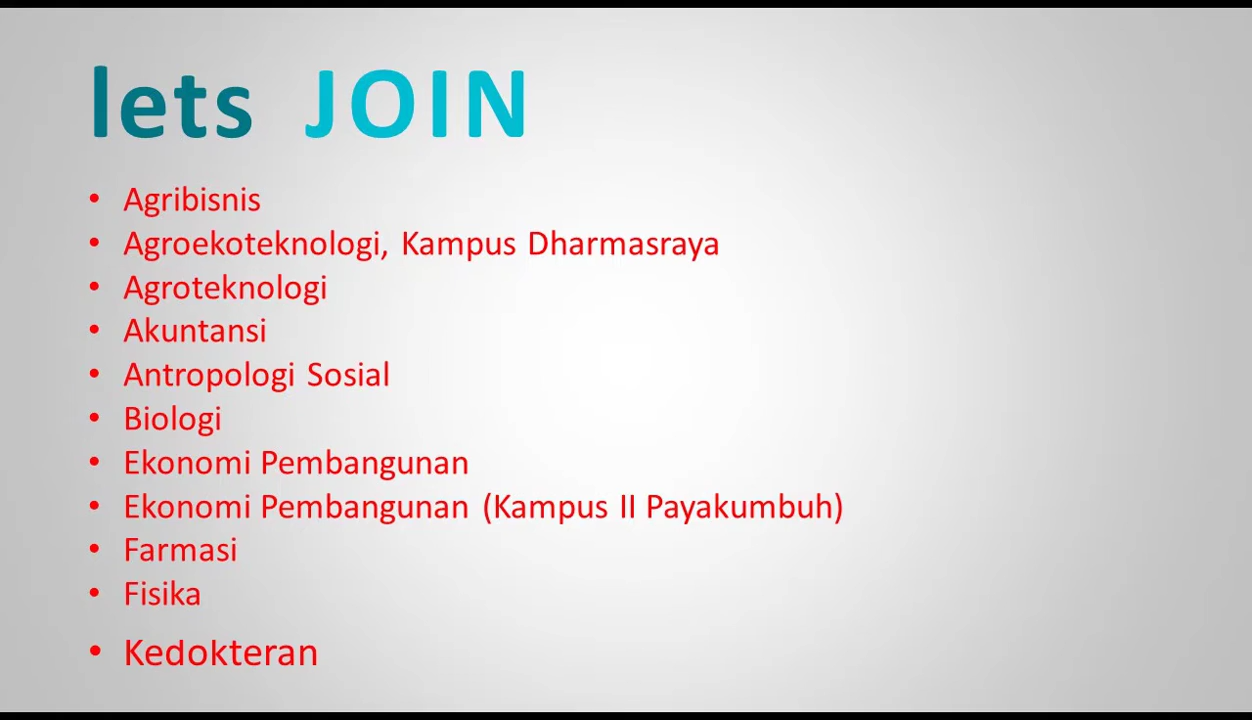 lets JOIN
• Agribisnis
• Agroekoteknologi, Kampus Dharmasraya
• Agroteknologi
• Akuntansi
• Antropologi Sosial
• Biologi
• Ekonomi Pembangunan
• Ekonomi Pembangunan (Kampus II Payakumbuh)
• Farmasi
• Fisika
• Kedokteran